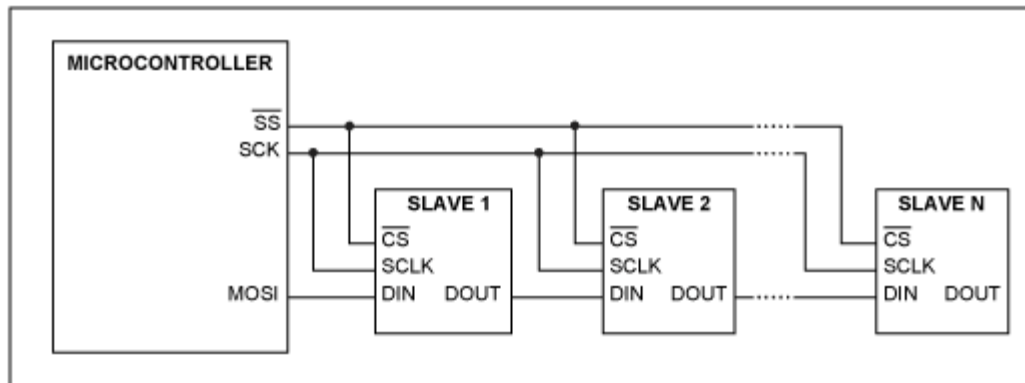 MICROCONTROLLER
SS
SCK
MOSI
SLAVE 1
CS
SCLK
DIN DOUT
SLAVE 2
CS
SCLK
DIN DOUT
SLAVE N
CS
SCLK
DIN DOUT